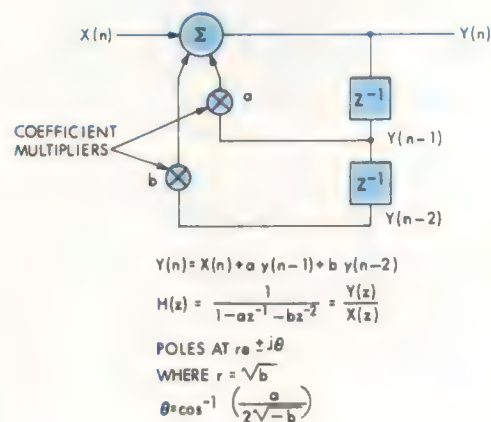 X(n)
Σ
Y(n)
a
z⁻¹
COEFFICIENT
MULTIPLIERS
Y(n-1)
b
z⁻¹
Y(n-2)
Y(n)=X(n)+a y(n-1)+b y(n-2)
H(z) = 1 / 1-az⁻¹ -bz⁻² = Y(z) / X(z)
POLES AT re ±jθ
WHERE r = √b
θ=cos⁻¹ (a / 2√-b)